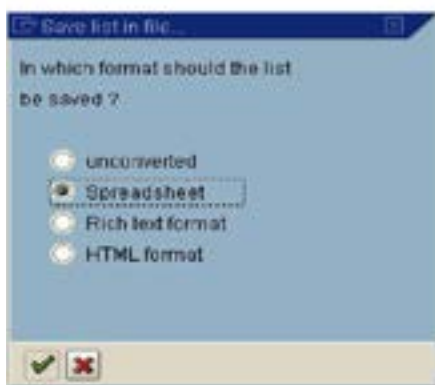 Save list in file...
In which format should the list
be saved ?
unconverted
Spreadsheet
Rich text format
HTML format